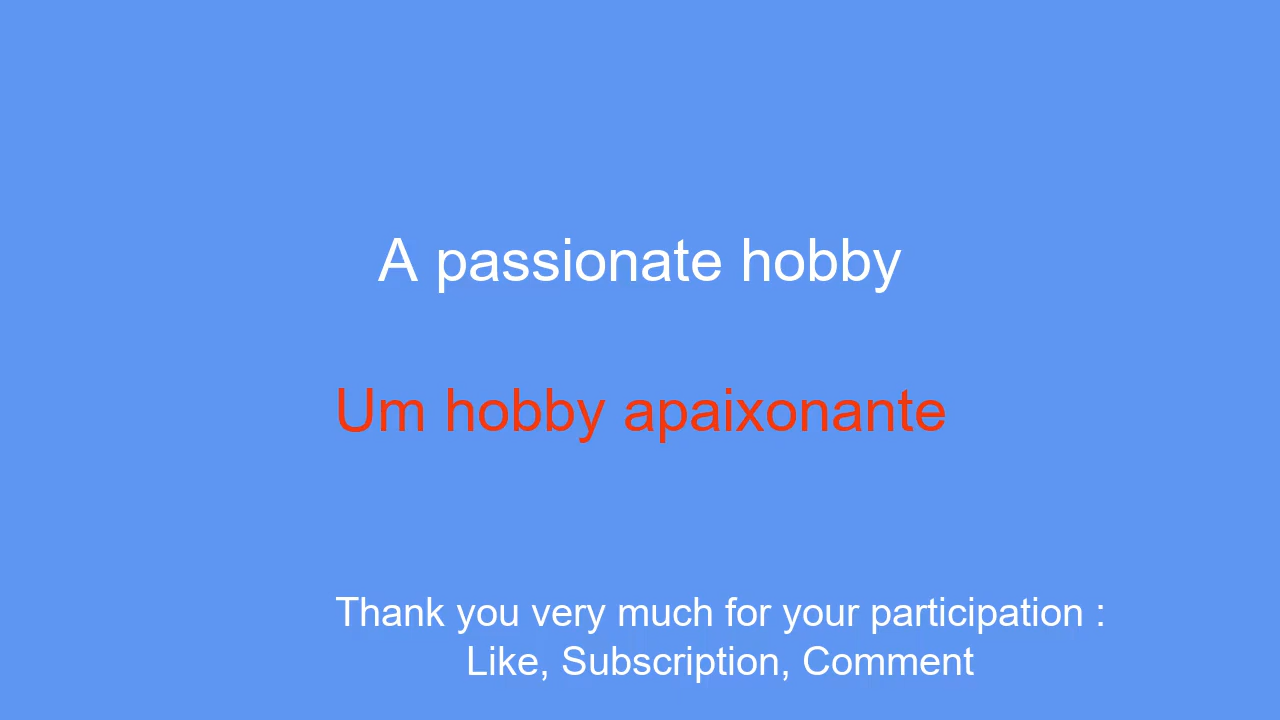 A passionate hobby
Um hobby apaixonante
Thank you very much for your participation :
Like, Subscription, Comment